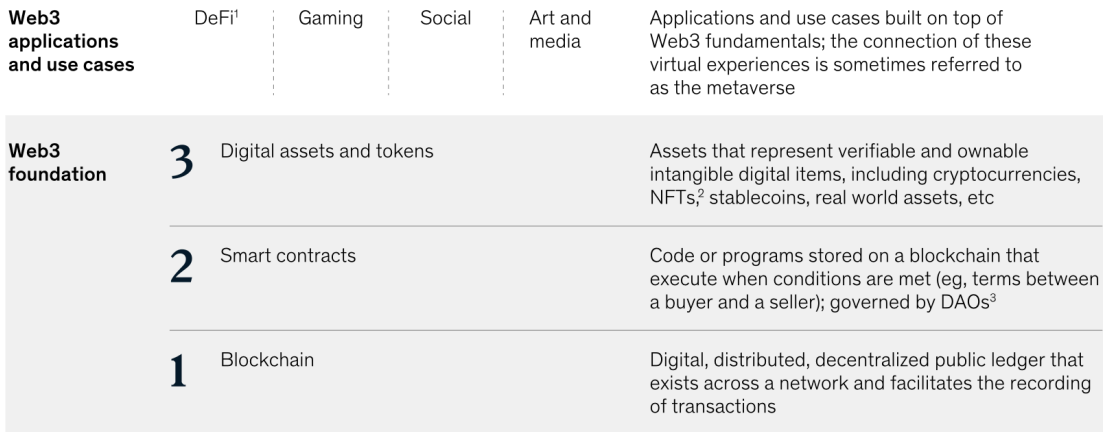 Web3
applications
and use cases
DeFi¹
Gaming
Social
Art and
media
Applications and use cases built on top of
Web3 fundamentals; the connection of these
virtual experiences is sometimes referred to
as the metaverse
Web3
foundation
3
Digital assets and tokens
Assets that represent verifiable and ownable
intangible digital items, including cryptocurrencies,
NFTs,² stablecoins, real world assets, etc
2
Smart contracts
Code or programs stored on a blockchain that
execute when conditions are met (eg, terms between
a buyer and a seller); governed by DAOs³
1
Blockchain
Digital, distributed, decentralized public ledger that
exists across a network and facilitates the recording
of transactions